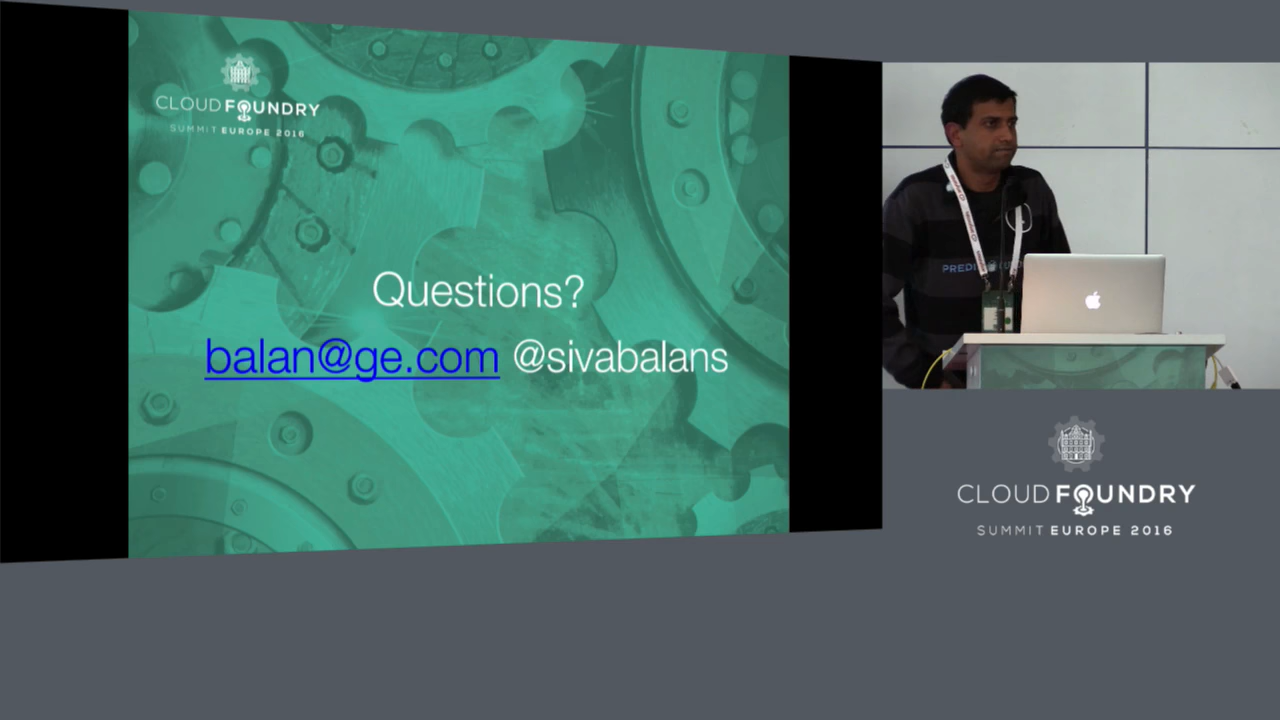 CLOUD FOUNDRY
SUMMIT EUROPE 2016
Questions?
balan@ge.com @sivabalans
CLOUD FOUNDRY
SUMMIT EUROPE 2016